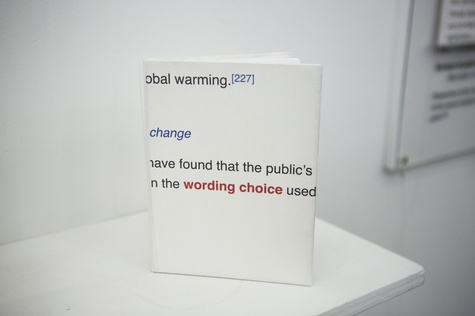 obal warming.[227]
change
have found that the public's
n the wording choice used